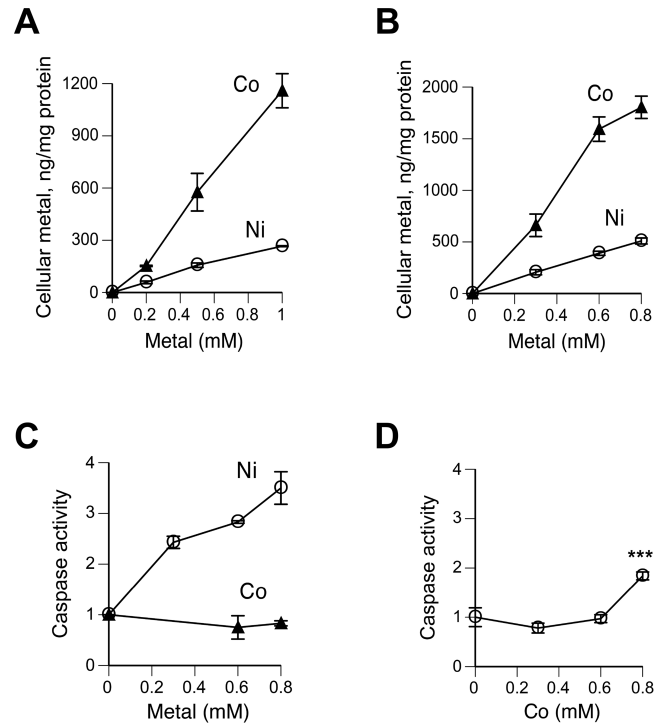 A
Cellular metal, ng/mg protein
1200
900
600
300
0
Co
Ni
0 0.2 0.4 0.6 0.8 1
Metal (mM)
B
Cellular metal, ng/mg protein
2000
1500
1000
500
0
Co
Ni
0 0.2 0.4 0.6 0.8
Metal (mM)
C
Caspase activity
4
3
2
1
0
Ni
Co
0 0.2 0.4 0.6 0.8
Metal (mM)
D
Caspase activity
4
3
2
1
0
***
0 0.2 0.4 0.6 0.8
Co (mM)